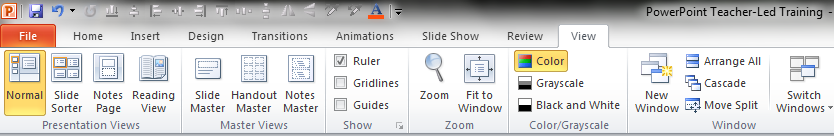 PowerPoint Teacher-Led Training -
File Home Insert Design Transitions Animations Slide Show Review View
Normal
Slide Sorter
Notes Page
Reading View
Presentation Views
Slide Master
Handout Master
Notes Master
Master Views
Ruler
Gridlines
Guides
Show
Zoom
Fit to Window
Zoom
Color
Grayscale
Black and White
Color/Grayscale
New Window
Arrange All
Cascade
Move Split
Switch Windows
Window